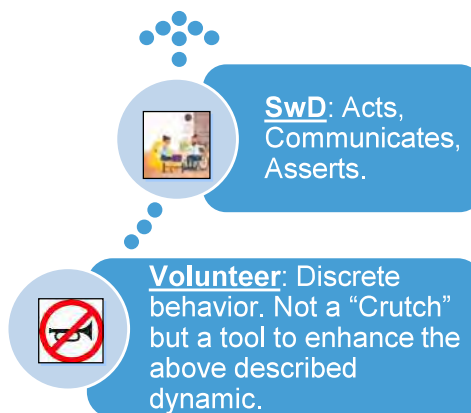 SwD: Acts,
Communicates,
Asserts.
Volunteer: Discrete
behavior. Not a “Crutch”
but a tool to enhance the
above described
dynamic.